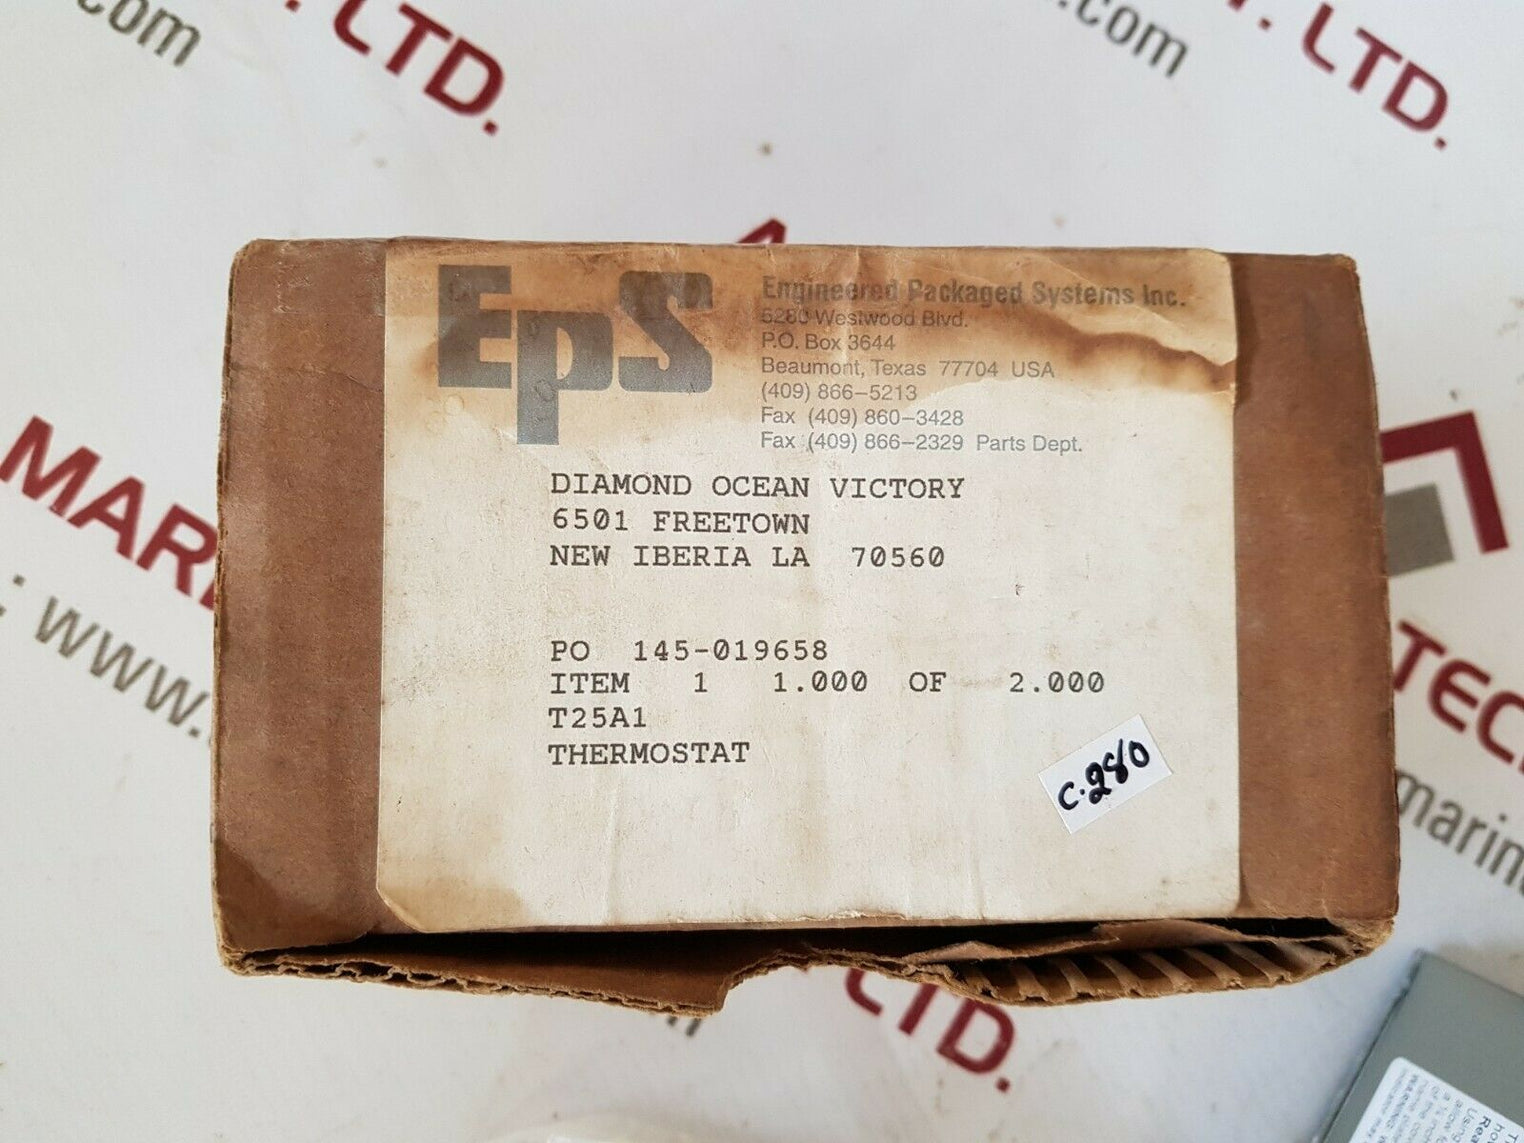 .com
. LTD.
.com
T. LTD.
EpS
Engineered Packaged Systems Inc.
5280 Westwood Blvd.
P.O. Box 3644
Beaumont, Texas 77704 USA
(409) 866-5213
Fax (409) 860-3428
Fax (409) 866-2329 Parts Dept.
DIAMOND OCEAN VICTORY
6501 FREETOWN
NEW IBERIA LA 70560
PO 145-019658
ITEM 1 1.000 OF 2.000
T25A1
THERMOSTAT
C.280
MARI
: www.
TECH
marin
LTD.